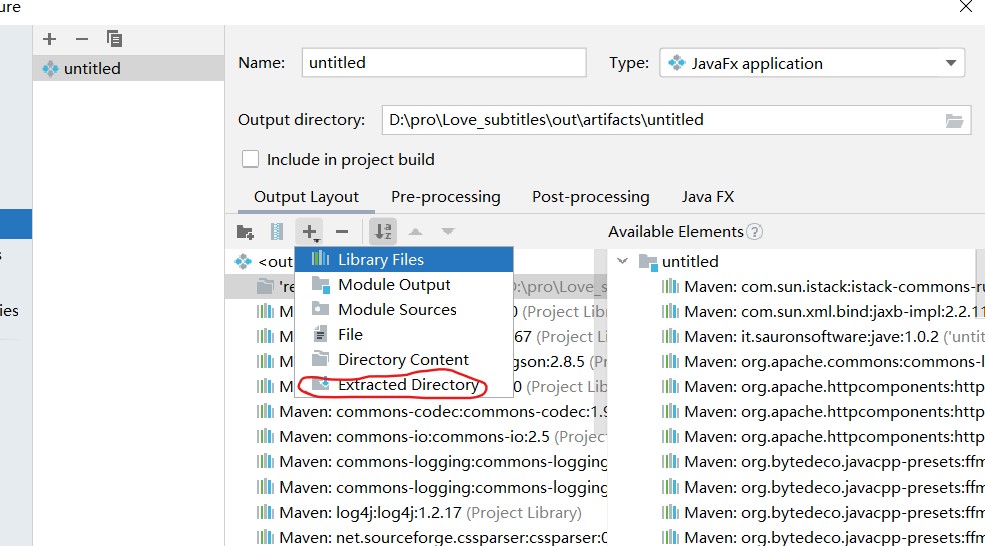 ure
untitled
Name: untitled
Type: JavaFx application
Output directory: D:\pro\Love_subtitles\out\artifacts\untitled
Include in project build
Output Layout
Pre-processing
Post-processing
Java FX
Available Elements
<out
're
D:\pro\Love_s
M
0 (Project Lib
M
67 (Proje
M
gson:2.8.5 (P
M
0 (Project Lib
Maven: commons-codec:commons-codec:1.9
Maven: commons-io:commons-io:2.5 (Projec
Maven: commons-logging:commons-logging
Maven: commons-logging:commons-logging
Maven: log4j:log4j:1.2.17 (Project Library)
Maven: net.sourceforge.cssparser:cssparser:0
Library Files
Module Output
Module Sources
File
Directory Content
Extracted Directory
untitled
Maven: com.sun.istack:istack-commons-ru
Maven: com.sun.xml.bind:jaxb-impl:2.2.11
Maven: it.sauronsoftware:jave:1.0.2 ('untit
Maven: org.apache.commons:commons-l
Maven: org.apache.httpcomponents:http
Maven: org.apache.httpcomponents:http
Maven: org.apache.httpcomponents:http
Maven: org.bytedeco.javacpp-presets:ffm
Maven: org.bytedeco.javacpp-presets:ffm
Maven: org.bytedeco.javacpp-presets:ffm
Maven: org.bytedeco.javacpp-presets:ffm
s
ies